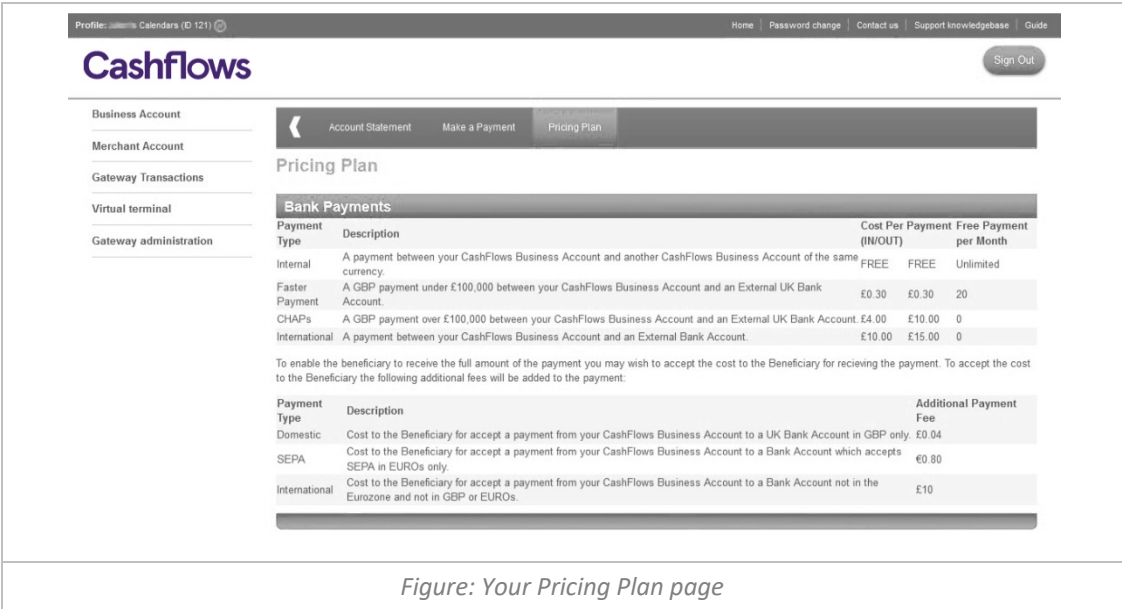 Profile: Calendars (ID 121)
Home Password change Contact us Support knowledgebase Guide
Cashflows
Sign Out
Business Account
Merchant Account
Gateway Transactions
Virtual terminal
Gateway administration
Account Statement Make a Payment Pricing Plan
Pricing Plan
Bank Payments
Payment Type Description Cost Per Payment (IN/OUT) Free Payment per Month
Internal A payment between your CashFlows Business Account and another CashFlows Business Account of the same currency. FREE FREE Unlimited
Faster Payment A GBP payment under £100,000 between your CashFlows Business Account and an External UK Bank Account. £0.30 £0.30 20
CHAPs A GBP payment over £100,000 between your CashFlows Business Account and an External UK Bank Account. £4.00 £10.00 0
International A payment between your CashFlows Business Account and an External Bank Account. £10.00 £15.00 0
To enable the beneficiary to receive the full amount of the payment you may wish to accept the cost to the Beneficiary for recieving the payment. To accept the cost
to the Beneficiary the following additional fees will be added to the payment:
Payment Type Description Additional Payment Fee
Domestic Cost to the Beneficiary for accept a payment from your CashFlows Business Account to a UK Bank Account in GBP only. £0.04
SEPA Cost to the Beneficiary for accept a payment from your CashFlows Business Account to a Bank Account which accepts SEPA in EUROs only. €0.80
International Cost to the Beneficiary for accept a payment from your CashFlows Business Account to a Bank Account not in the Eurozone and not in GBP or EUROs. £10
Figure: Your Pricing Plan page